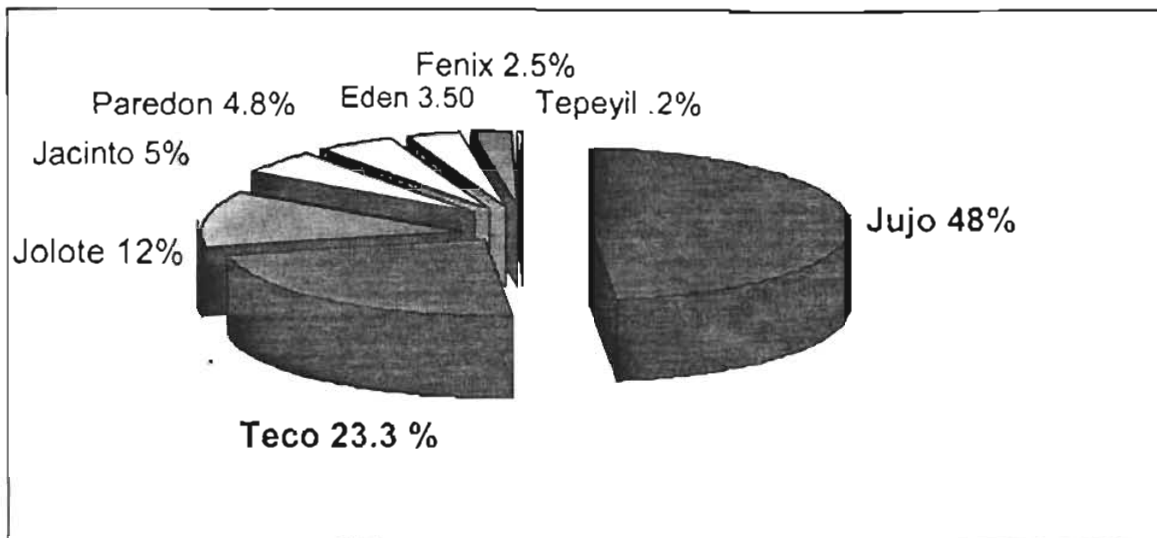 Fenix 2.5%
Paredon 4.8%
Eden 3.50
Tepeyil .2%
Jacinto 5%
Jujo 48%
Jolote 12%
Teco 23.3 %